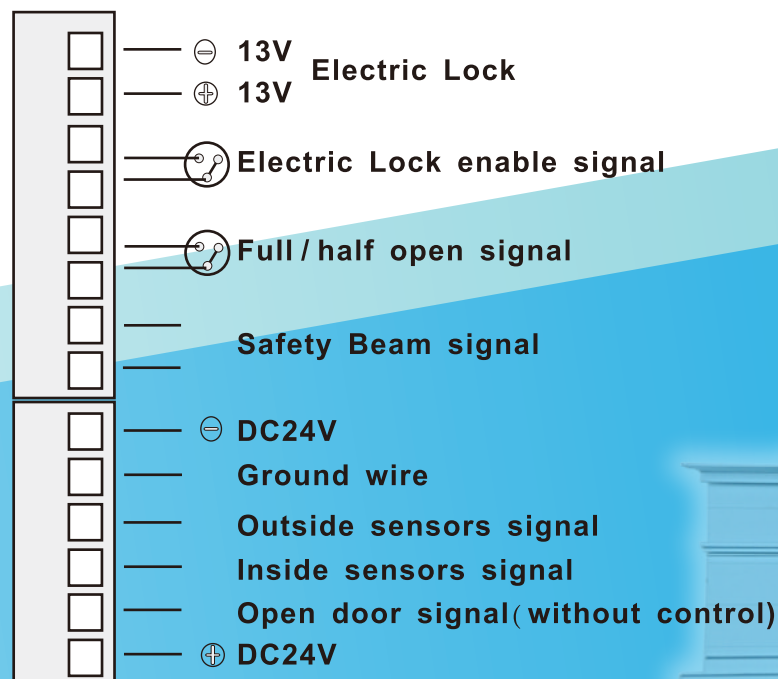 ⊖ 13V
Electric Lock
⊕ 13V
Electric Lock enable signal
Full / half open signal
Safety Beam signal
⊖ DC24V
Ground wire
Outside sensors signal
Inside sensors signal
Open door signal(without control)
⊕ DC24V